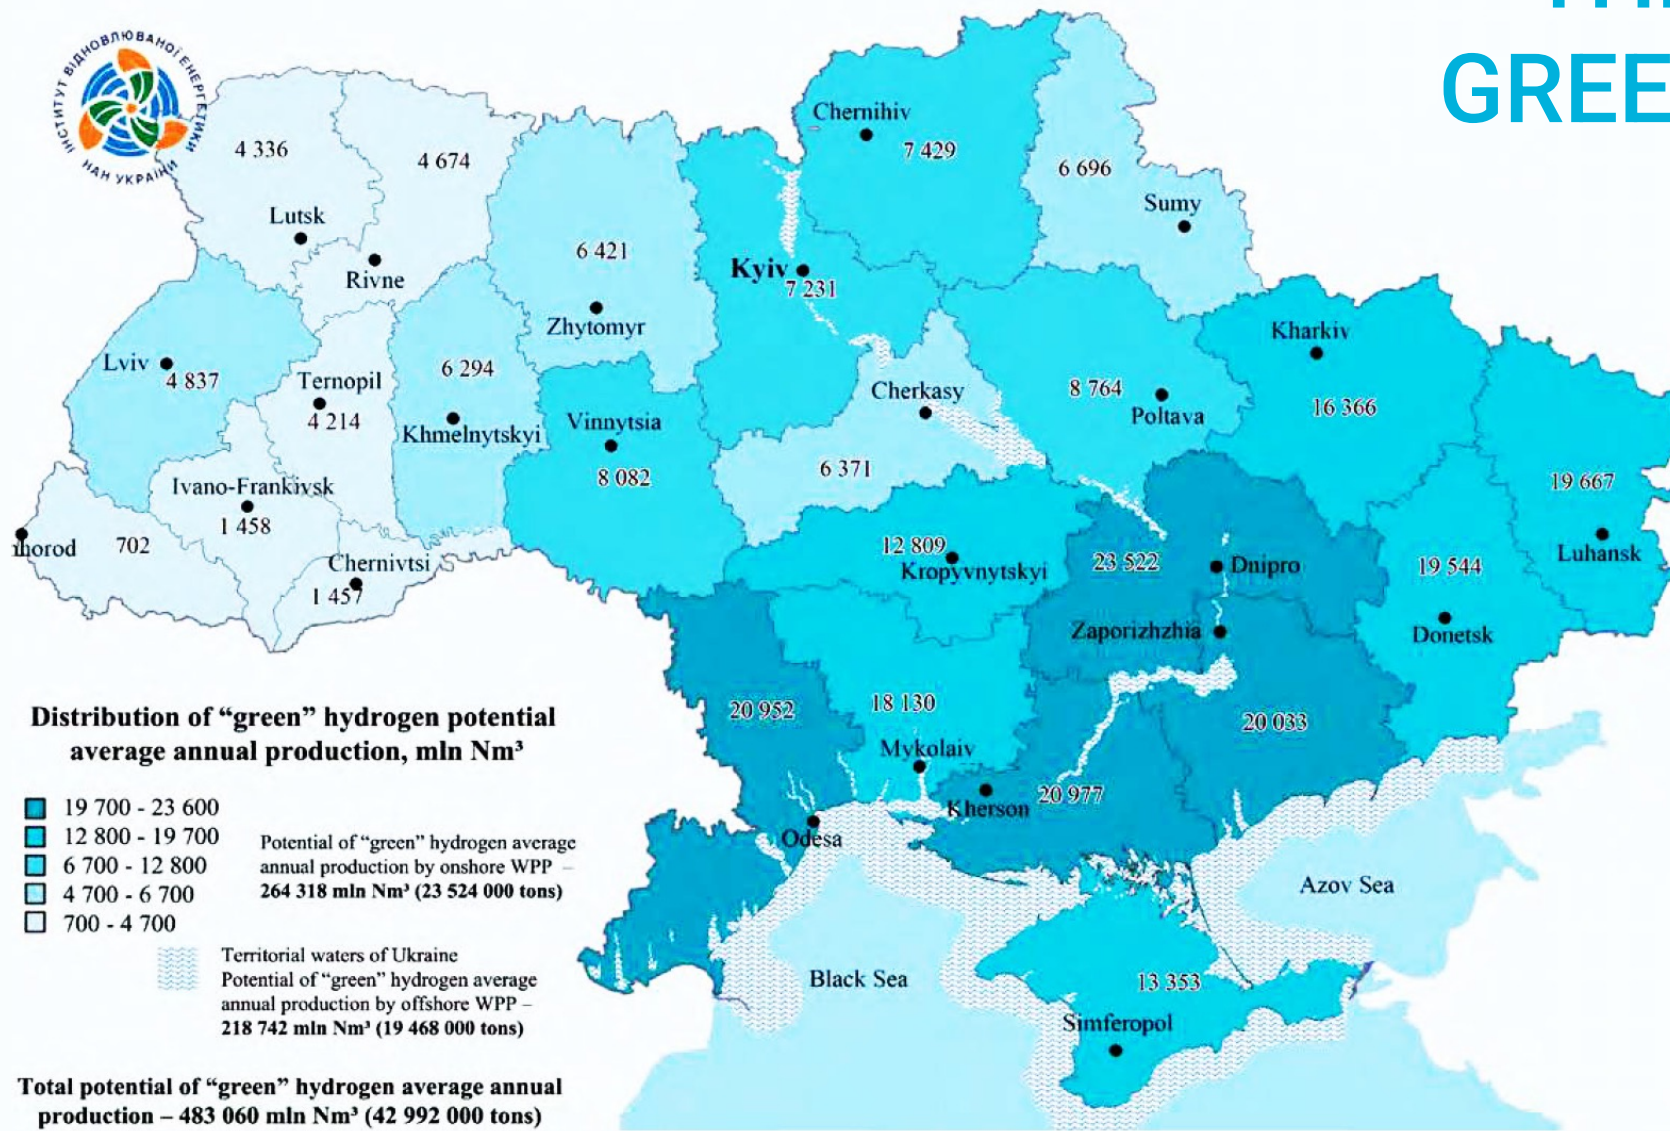 GREE
ІНСТИТУТ ВІДНОВЛЮВАНОЇ ЕНЕРГЕТИКИ
НАН УКРАЇНИ
Chernihiv
7 429
4 336
4 674
6 696
Lutsk
Sumy
6 421
Kyiv
7 231
Rivne
Zhytomyr
Kharkiv
Lviv
4 837
Ternopil
4 214
6 294
Khmelnytskyi
Cherkasy
8 764
Poltava
16 366
Vinnytsia
8 082
6 371
19 667
Luhansk
Ivano-Frankivsk
1 458
horod
702
Chernivtsi
1 457
12 809
Kropyvnytskyi
23 522
Dnipro
19 544
Donetsk
Zaporizhzhia
20 952
18 130
Mykolaiv
20 033
Kherson
20 977
Odesa
Azov Sea
Black Sea
13 353
Simferopol
Distribution of “green” hydrogen potential
average annual production, mln Nm³
19 700 - 23 600
12 800 - 19 700
6 700 - 12 800
4 700 - 6 700
700 - 4 700
Potential of “green” hydrogen average
annual production by onshore WPP –
264 318 mln Nm³ (23 524 000 tons)
Territorial waters of Ukraine
Potential of “green” hydrogen average
annual production by offshore WPP –
218 742 mln Nm³ (19 468 000 tons)
Total potential of “green” hydrogen average annual
production – 483 060 mln Nm³ (42 992 000 tons)